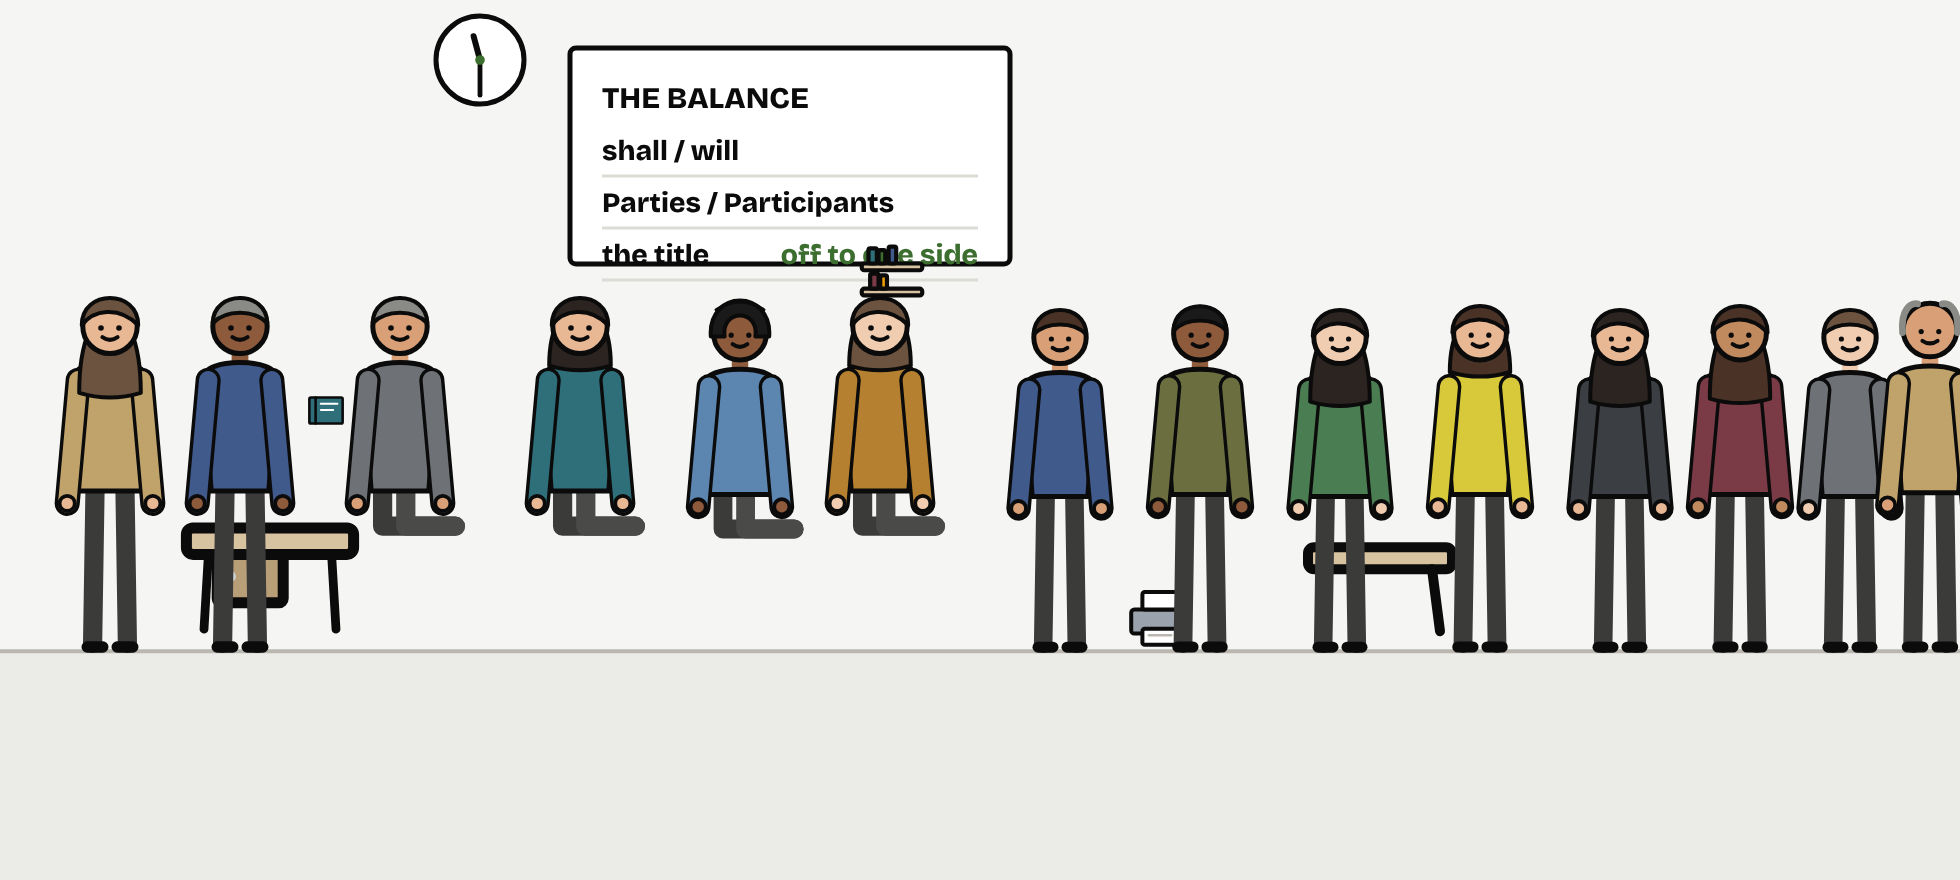 THE BALANCE
shall / will
Parties / Participants
the title off to side